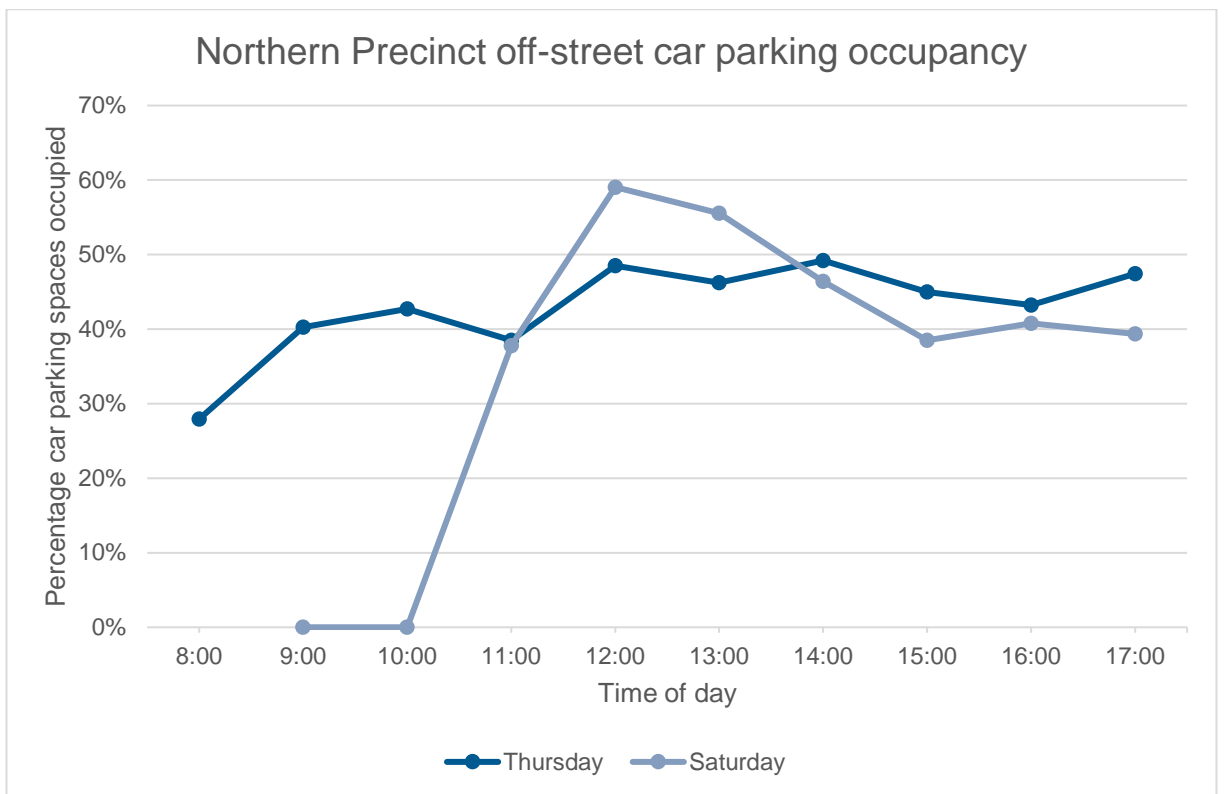 Northern Precinct off-street car parking occupancy
Percentage car parking spaces occupied
70%
60%
50%
40%
30%
20%
10%
0%
8:00 9:00 10:00 11:00 12:00 13:00 14:00 15:00 16:00 17:00
Time of day
Thursday Saturday